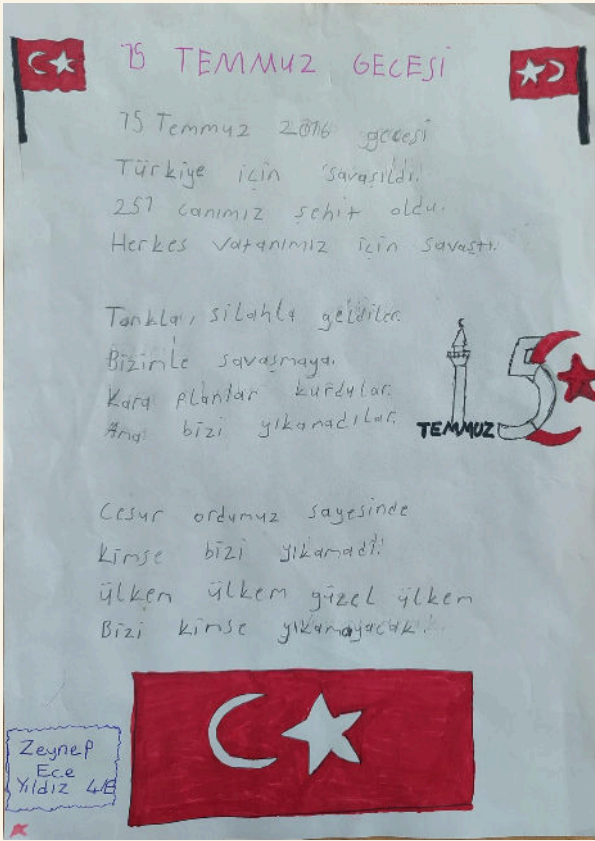 15 TEMMUZ GECESİ
15 Temmuz 2016 gecesi
Türkiye için savaşıldı.
251 canımız şehit oldu.
Herkes vatanımız için savaştı.
Tankla, silahla geldiler.
Bizimle savaşmaya.
Kara planlar kurdular.
Ama bizi yıkamadılar.
TEMMUZ 15
Cesur ordumuz sayesinde
kimse bizi yıkamadı.
ülkem ülkem güzel ülkem
Bizi kimse yıkamayacak.
Zeynep
Ece
Yıldız 4/B